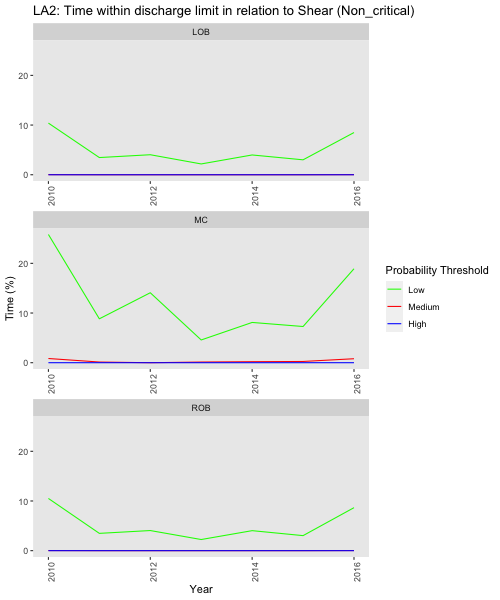 LA2: Time within discharge limit in relation to Shear (Non_critical)
LOB
20
10
0
2010
2012
2014
2016
MC
20
10
0
2010
2012
2014
2016
ROB
20
10
0
2010
2012
2014
2016
Time (%)
Year
Probability Threshold
Low
Medium
High